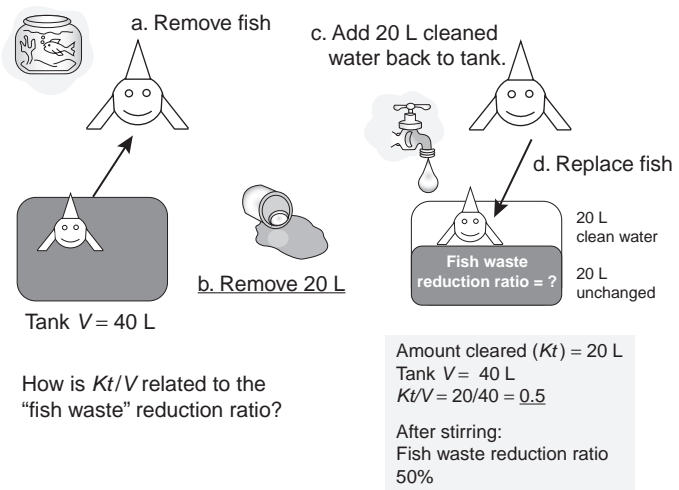 a. Remove fish
c. Add 20 L cleaned
water back to tank.
d. Replace fish
20 L
clean water
Fish waste
reduction ratio = ?
20 L
unchanged
b. Remove 20 L
Tank V = 40 L
How is Kt/V related to the
“fish waste” reduction ratio?
Amount cleared (Kt) = 20 L
Tank V = 40 L
Kt/V = 20/40 = 0.5
After stirring:
Fish waste reduction ratio
50%